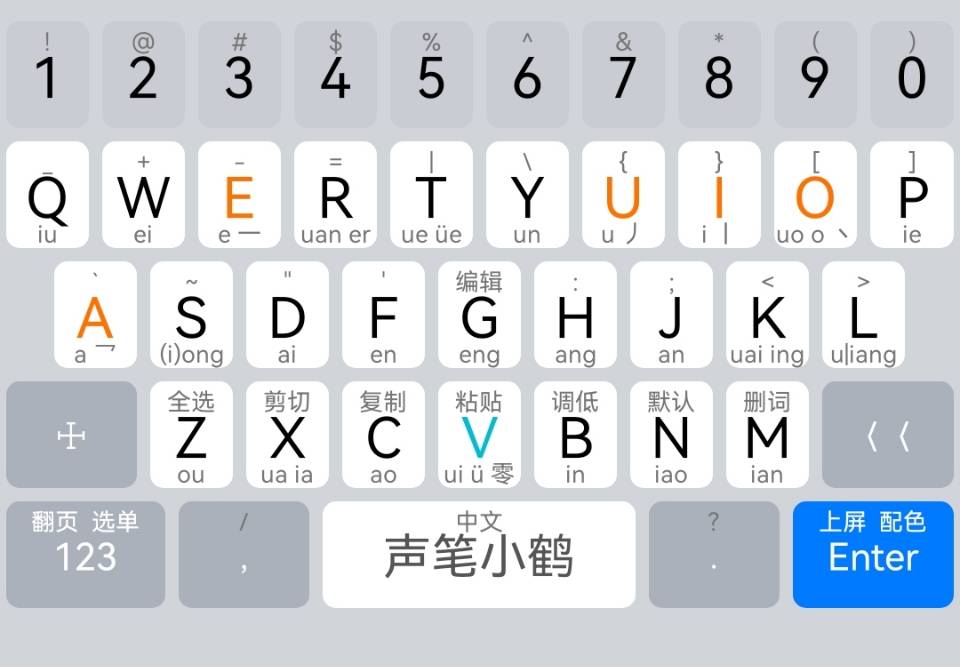 ! @ # $ % ^ & * ( )
1 2 3 4 5 6 7 8 9 0
_ + - = | \ { } [ ]
Q W E R T Y U I O P
iu ei e 一 uan er ue üe un u 丿 i 丨 uo o 丶 ie
` ~ " ' 编辑 : ; < >
A S D F G H J K L
a 乛 (i)ong ai en eng ang an uai ing u|iang
全选 剪切 复制 粘贴 调低 默认 删词
Z X C V B N M
ou ua ia ao ui ü 零 in iao ian
翻页 选单 / 中文 ? 上屏 配色
123 , 声笔小鹤 . Enter